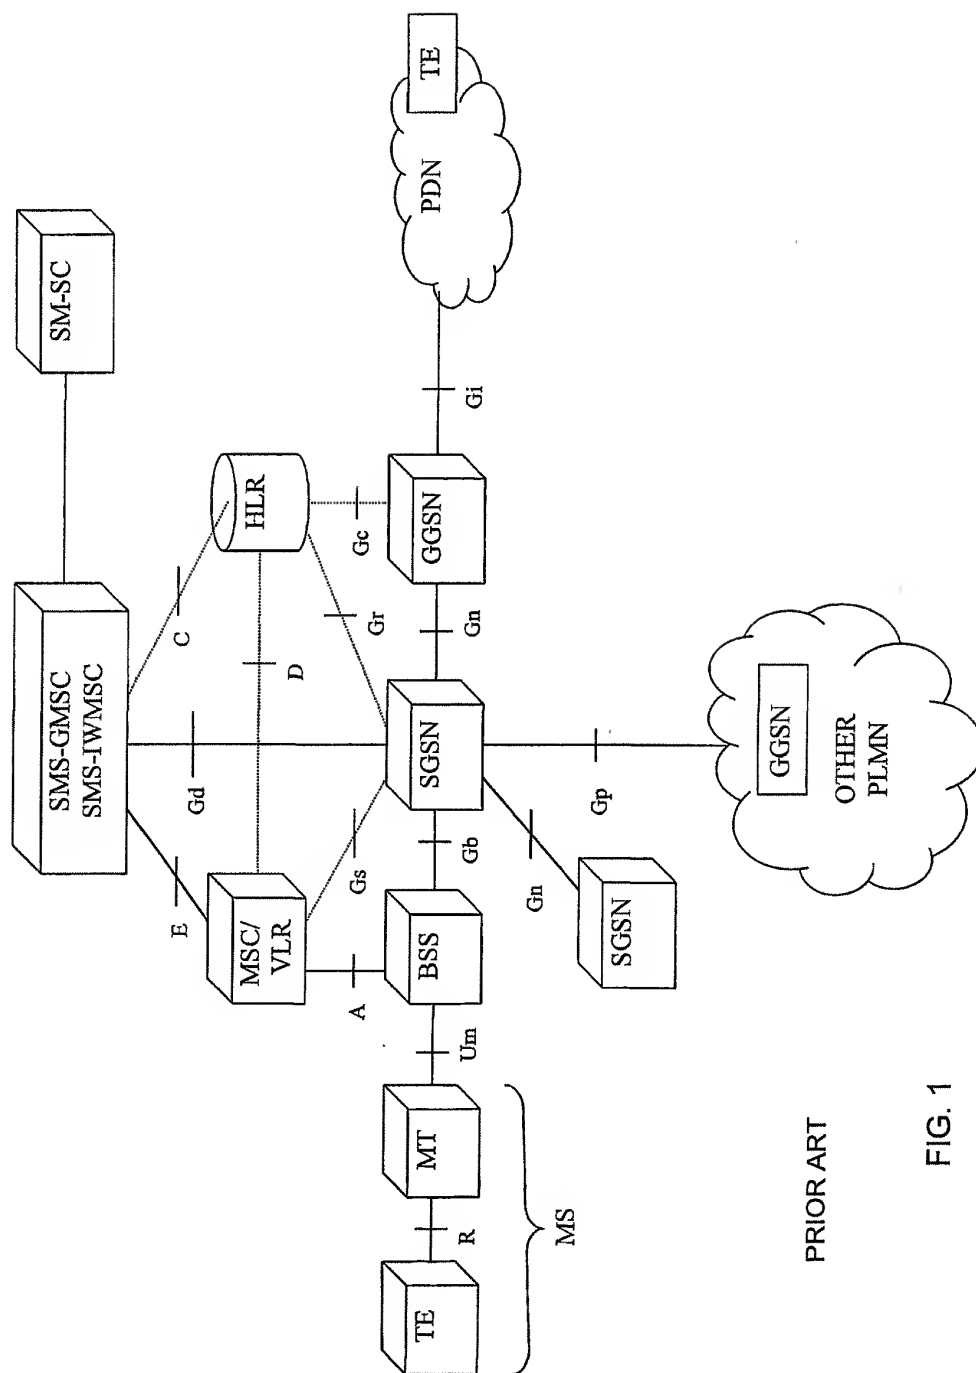 SM-SC
SMS-GMSC
SMS-IWMSC
C
E
Gd
HLR
D
MSC/
VLR
Gs
Gr
Gc
A
TE
R
MT
Um
BSS
Gb
SGSN
Gn
GGSN
Gi
PDN
TE
MS
Gn
SGSN
Gp
GGSN
OTHER
PLMN
PRIOR ART
FIG. 1